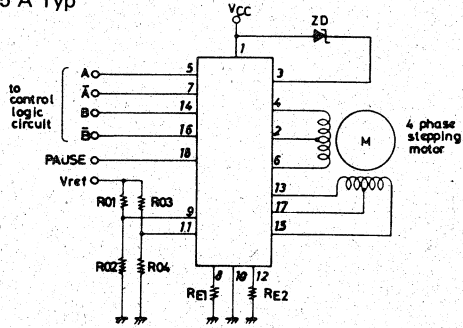 5 A Typ
VCC
ZD
1
A 5
3
to
control
logic
circuit
Ā 7
4
B 14
2
B̄ 16
M
4 phase
stepping
motor
PAUSE 18
6
Vref
13
R01 R03
17
9
15
11
R02 R04
8 10 12
RE1 RE2